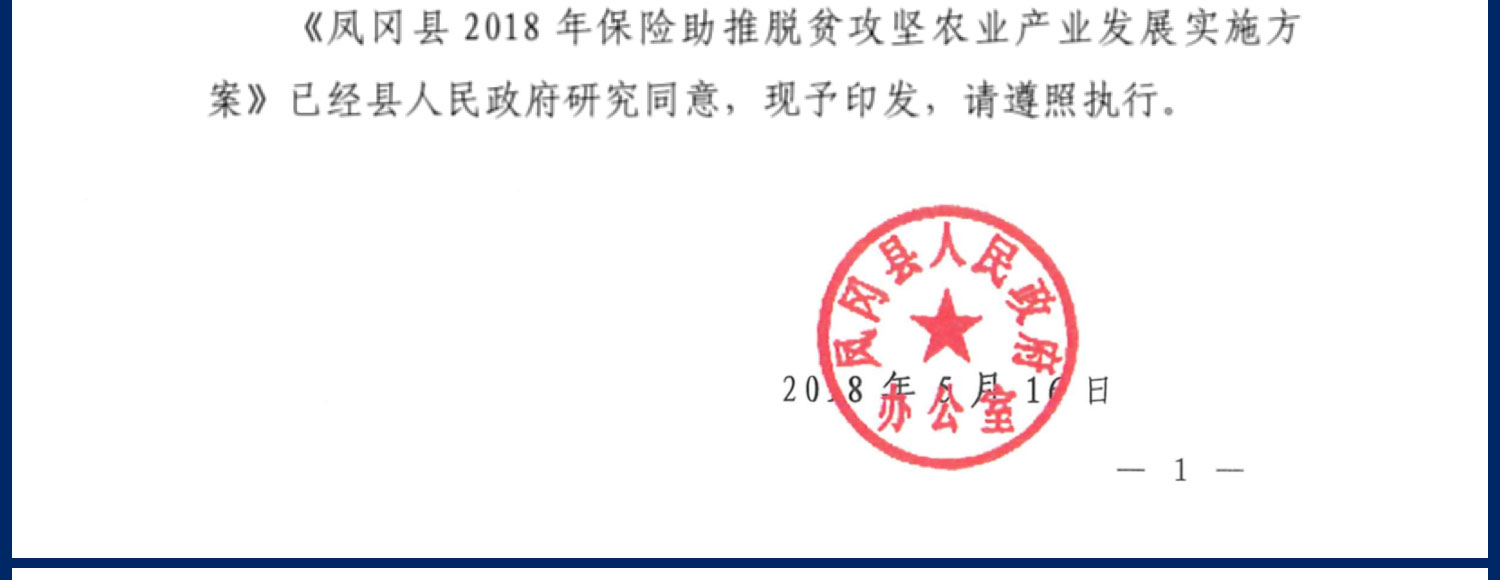 《凤冈县 2018 年保险助推脱贫攻坚农业产业发展实施方
案》已经县人民政府研究同意，现予印发，请遵照执行。
凤冈县人民政府
办公室
2018 年 5 月 16 日
— 1 —